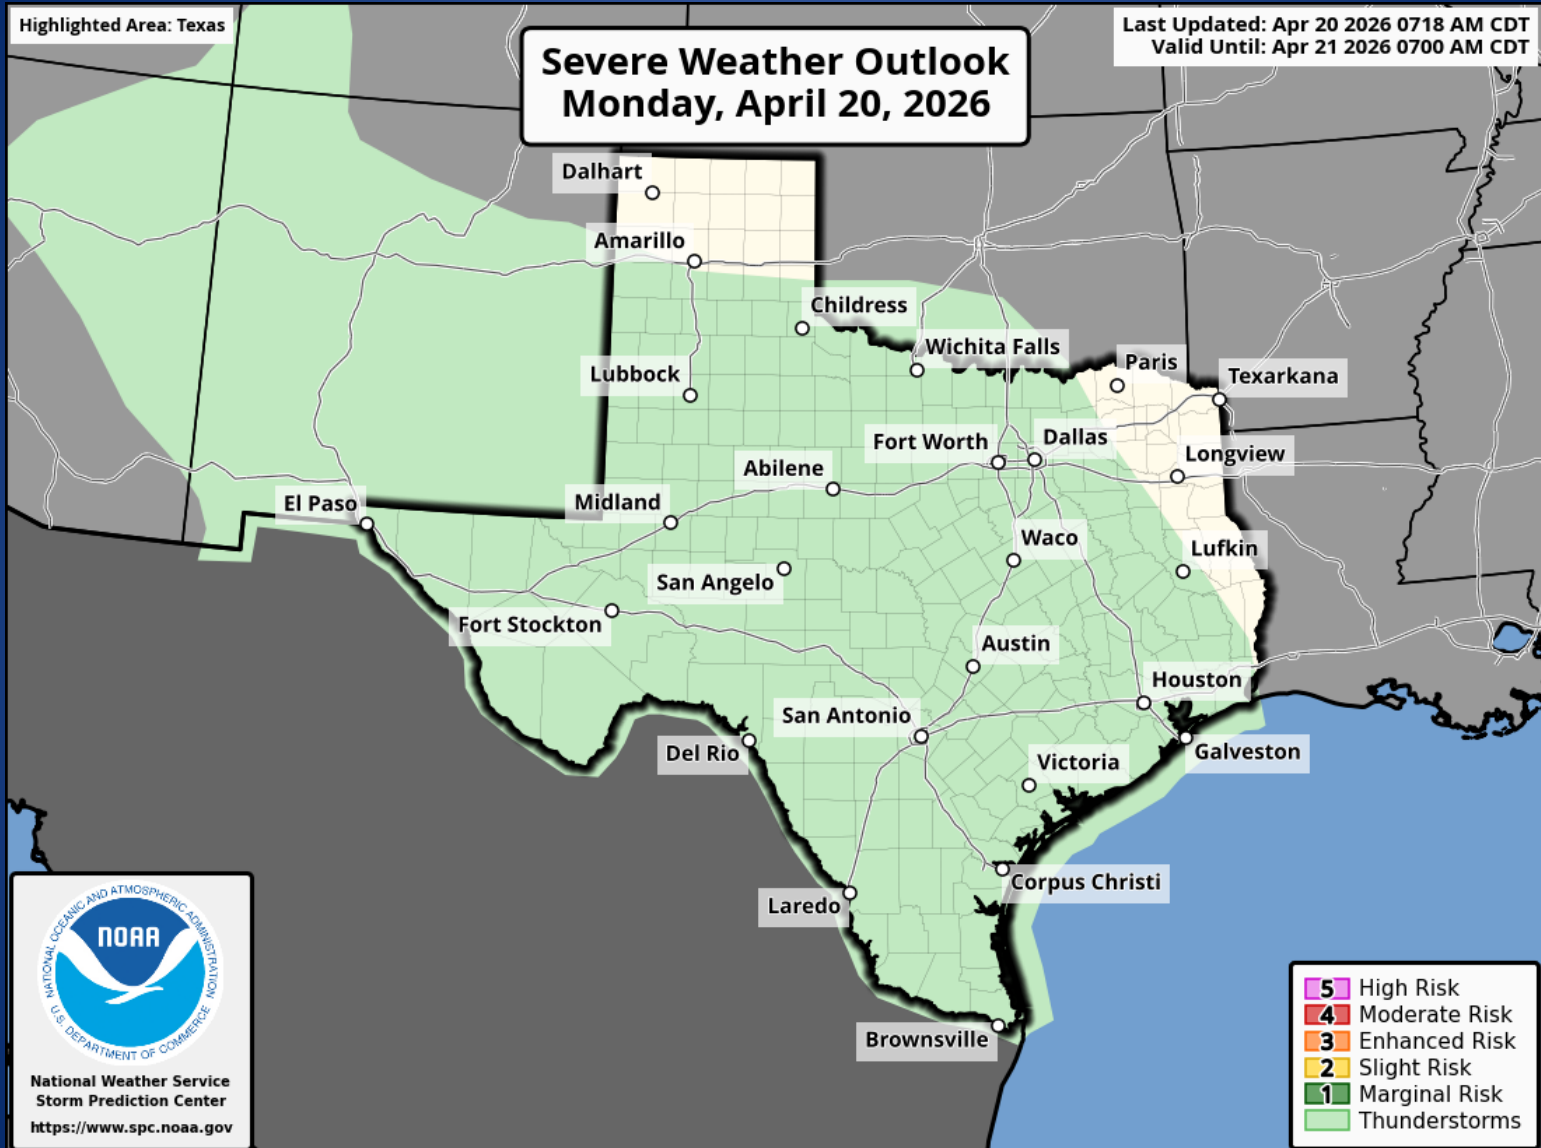 Highlighted Area: Texas
Severe Weather Outlook
Monday, April 20, 2026
Last Updated: Apr 20 2026 0718 AM CDT
Valid Until: Apr 21 2026 0700 AM CDT
Dalhart
Amarillo
Childress
Wichita Falls
Paris
Texarkana
Lubbock
Fort Worth
Dallas
Longview
Abilene
El Paso
Midland
Waco
Lufkin
San Angelo
Fort Stockton
Austin
Houston
San Antonio
Del Rio
Galveston
Victoria
Corpus Christi
Laredo
Brownsville
NATIONAL OCEANIC AND ATMOSPHERIC ADMINISTRATION
NOAA
U.S. DEPARTMENT OF COMMERCE
National Weather Service
Storm Prediction Center
https://www.spc.noaa.gov
5 High Risk
4 Moderate Risk
3 Enhanced Risk
2 Slight Risk
1 Marginal Risk
Thunderstorms